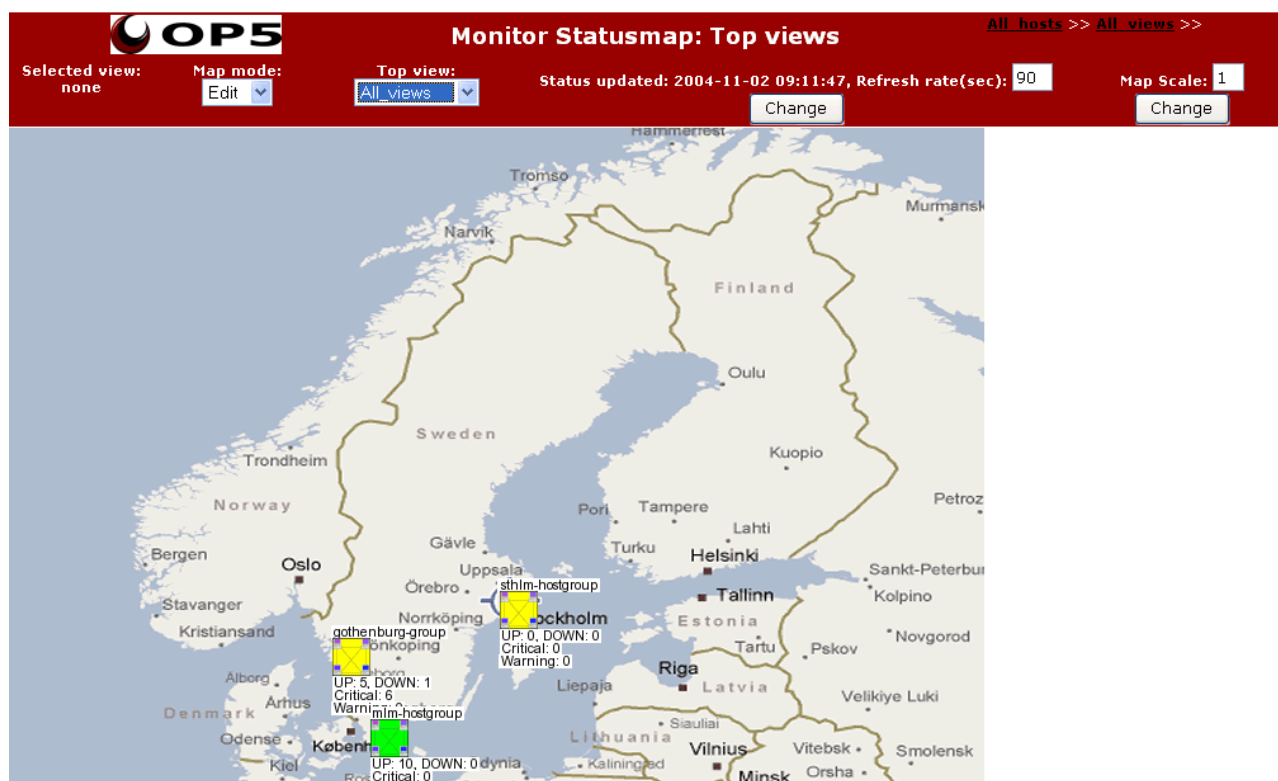 OP5
Monitor Statusmap: Top views
All_hosts >> All_views >>
Selected view:
none
Map mode:
Edit
Top view:
All_views
Status updated: 2004-11-02 09:11:47, Refresh rate(sec): 90
Change
Map Scale: 1
Change
Hammerfest
Tromso
Murmansk
Narvik
Finland
Oulu
Sweden
Kuopio
Trondheim
Norway
Petroz
Pori
Tampere
Lahti
Gävle
Turku
Helsinki
Bergen
Oslo
Uppsala
Sankt-Peterbur
Örebro
sthlm-hostgroup
Tallinn
Kolpino
Stavanger
Norrköping
ockholm
Estonia
Kristiansand
gothenburg-group
UP: 0, DOWN: 0
Critical: 0
Warning: 0
Novgorod
onkoping
Tartu
Pskov
Riga
Alborg
UP: 5, DOWN: 1
Critical: 6
Liepaja
Latvia
Velikiye Luki
Arhus
Denmark
mlm-hostgroup
Siauliai
Lithuania
Odense
Københ
Vilnius
Vitebsk
Smolensk
Kiel
UP: 10, DOWN: 0
dynia
Kaliningrad
Minsk
Orsha
Critical: 0